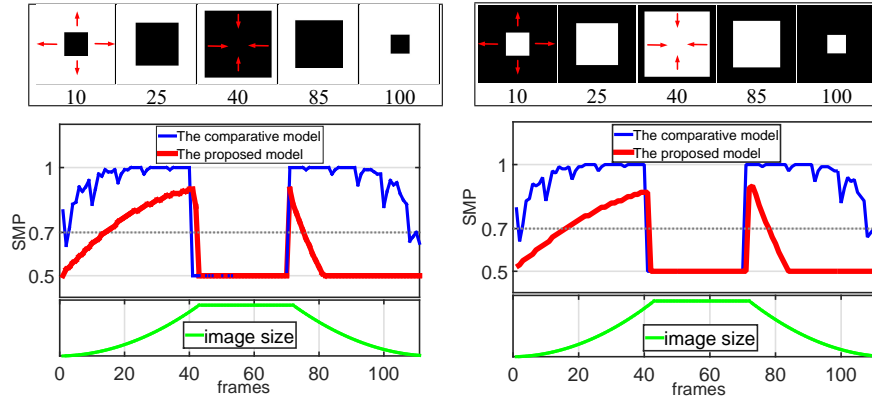 10 25 40 85 100
The comparative model
The proposed model
1
0.7
0.5
SMP
image size
0 20 40 60 80 100
frames
10 25 40 85 100
The comparative model
The proposed model
1
0.7
0.5
SMP
image size
0 20 40 60 80 100
frames